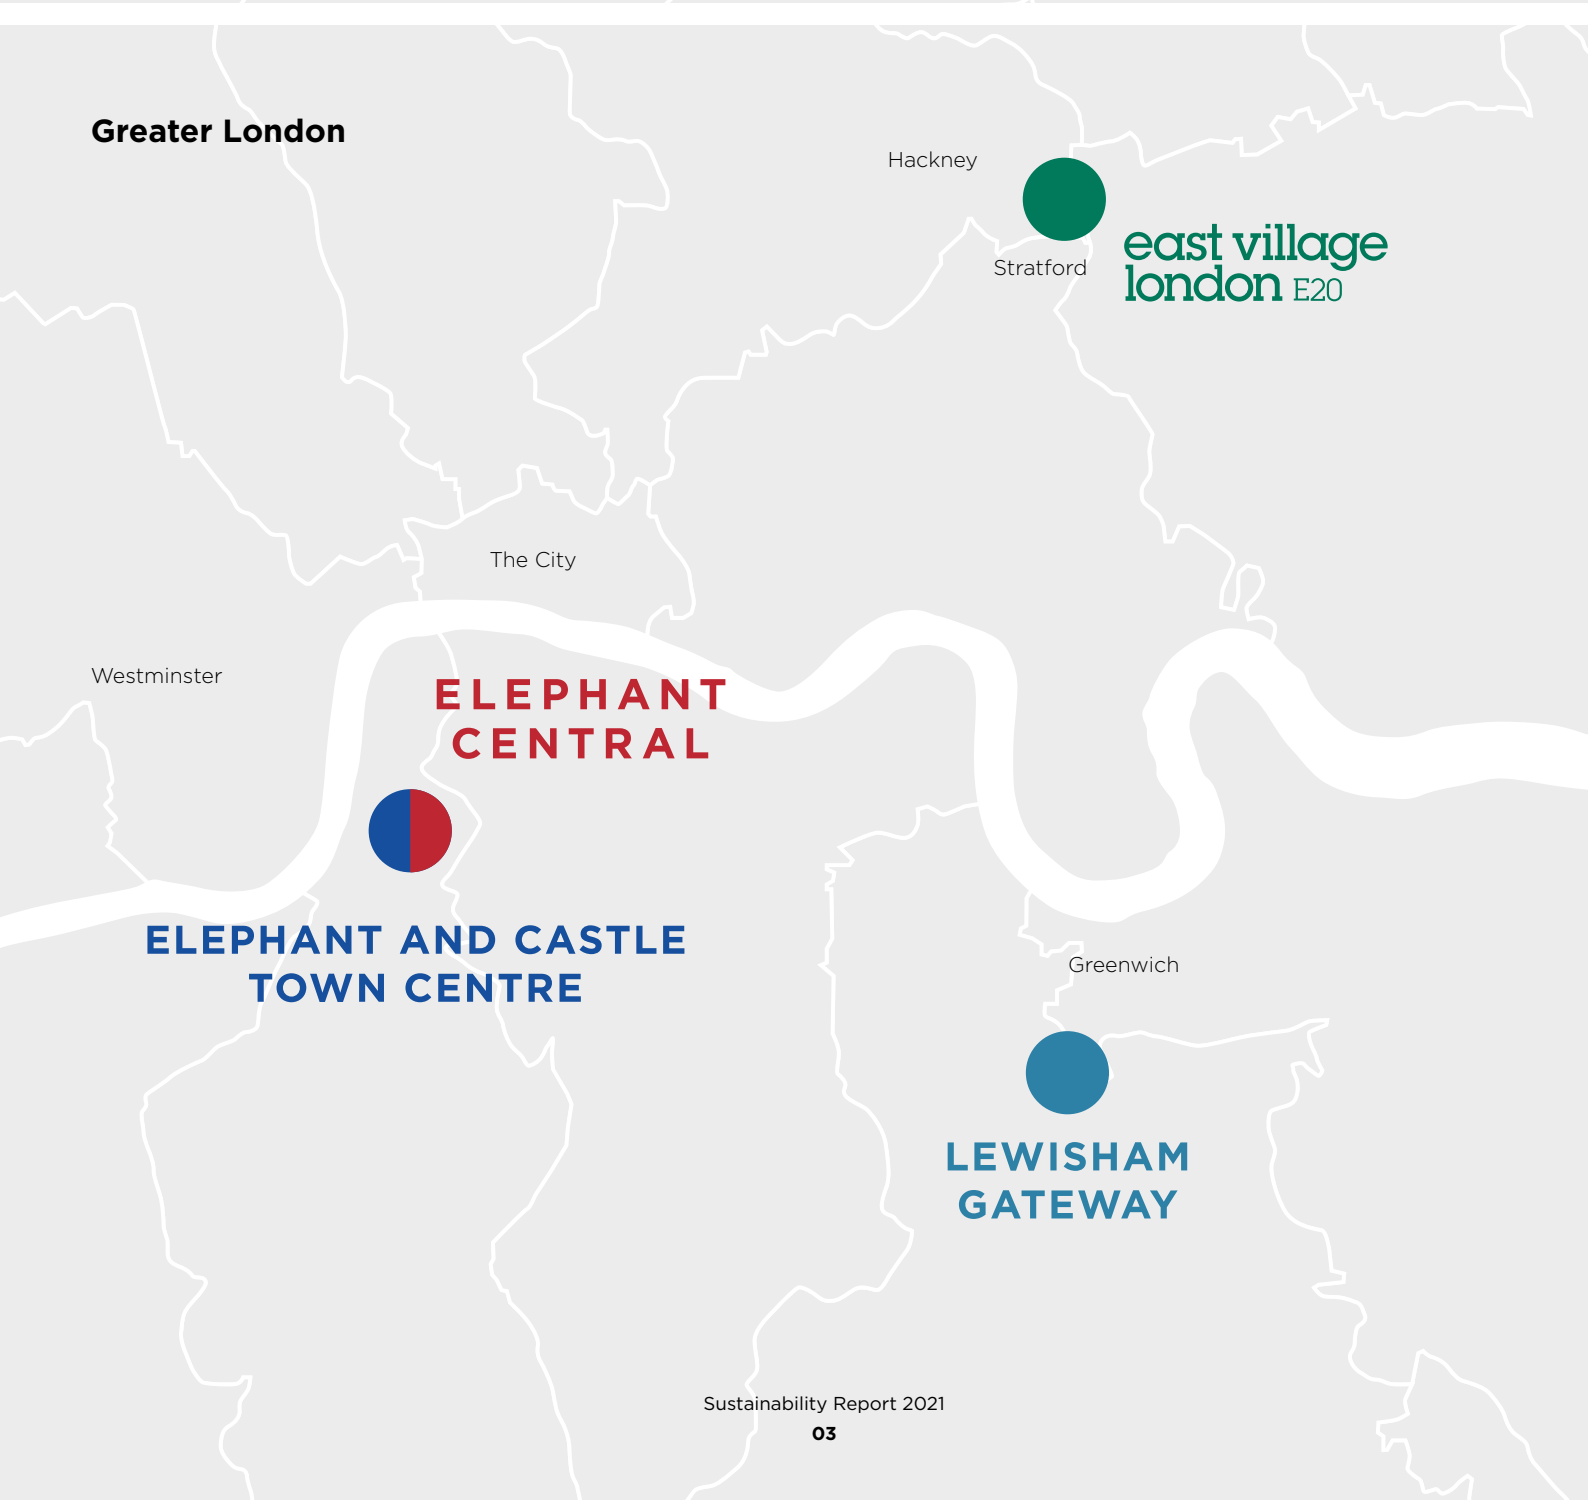 Greater London
Hackney
Stratford
east village
london E20
The City
Westminster
ELEPHANT
CENTRAL
ELEPHANT AND CASTLE
TOWN CENTRE
Greenwich
LEWISHAM
GATEWAY
Sustainability Report 2021
03